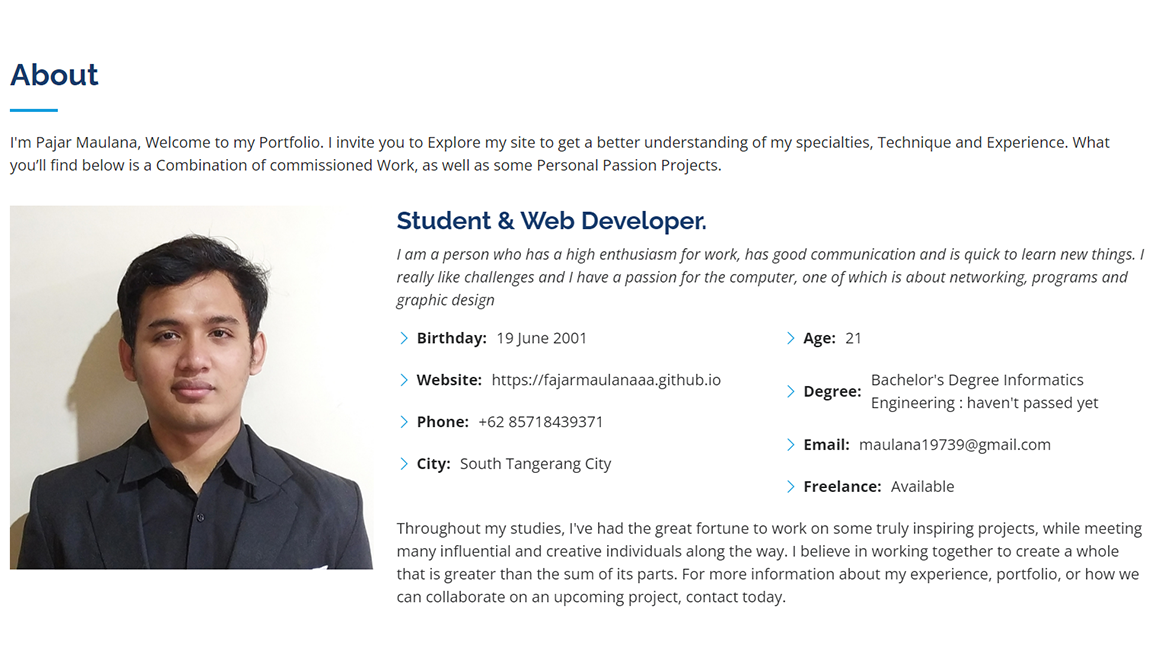 About
I'm Pajar Maulana, Welcome to my Portfolio. I invite you to Explore my site to get a better understanding of my specialties, Technique and Experience. What
you’ll find below is a Combination of commissioned Work, as well as some Personal Passion Projects.
Student & Web Developer.
I am a person who has a high enthusiasm for work, has good communication and is quick to learn new things. I
really like challenges and I have a passion for the computer, one of which is about networking, programs and
graphic design
Birthday: 19 June 2001
Website: https://fajarmaulanaaa.github.io
Phone: +62 85718439371
City: South Tangerang City
Age: 21
Degree: Bachelor's Degree Informatics
Engineering : haven't passed yet
Email: maulana19739@gmail.com
Freelance: Available
Throughout my studies, I've had the great fortune to work on some truly inspiring projects, while meeting
many influential and creative individuals along the way. I believe in working together to create a whole
that is greater than the sum of its parts. For more information about my experience, portfolio, or how we
can collaborate on an upcoming project, contact today.